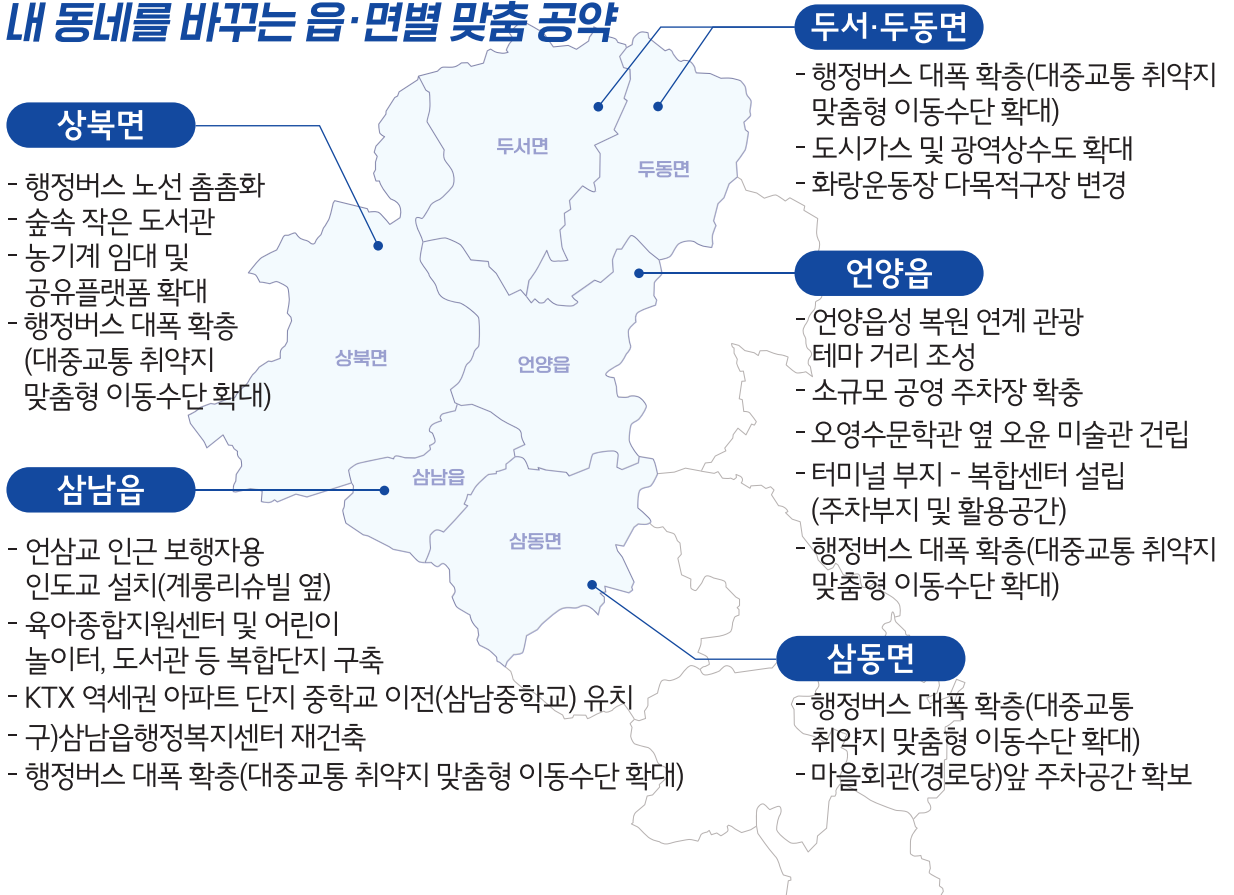 내 동네를 바꾸는 읍·면별 맞춤 공약
두서·두동면
- 행정버스 대폭 확층(대중교통 취약지
맞춤형 이동수단 확대)
- 도시가스 및 광역상수도 확대
- 화랑운동장 다목적구장 변경
상북면
- 행정버스 노선 촘촘화
- 숲속 작은 도서관
- 농기계 임대 및
공유플랫폼 확대
- 행정버스 대폭 확층
(대중교통 취약지
맞춤형 이동수단 확대)
언양읍
- 언양읍성 복원 연계 관광
테마 거리 조성
- 소규모 공영 주차장 확충
- 오영수문학관 옆 오윤 미술관 건립
- 터미널 부지 - 복합센터 설립
(주차부지 및 활용공간)
- 행정버스 대폭 확층(대중교통 취약지
맞춤형 이동수단 확대)
삼남읍
- 언삼교 인근 보행자용
인도교 설치(계룡리슈빌 옆)
- 육아종합지원센터 및 어린이
놀이터, 도서관 등 복합단지 구축
- KTX 역세권 아파트 단지 중학교 이전(삼남중학교) 유치
- 구)삼남읍행정복지센터 재건축
- 행정버스 대폭 확층(대중교통 취약지 맞춤형 이동수단 확대)
삼동면
- 행정버스 대폭 확층(대중교통
취약지 맞춤형 이동수단 확대)
- 마을회관(경로당)앞 주차공간 확보
두서면
두동면
상북면
언양읍
삼남읍
삼동면